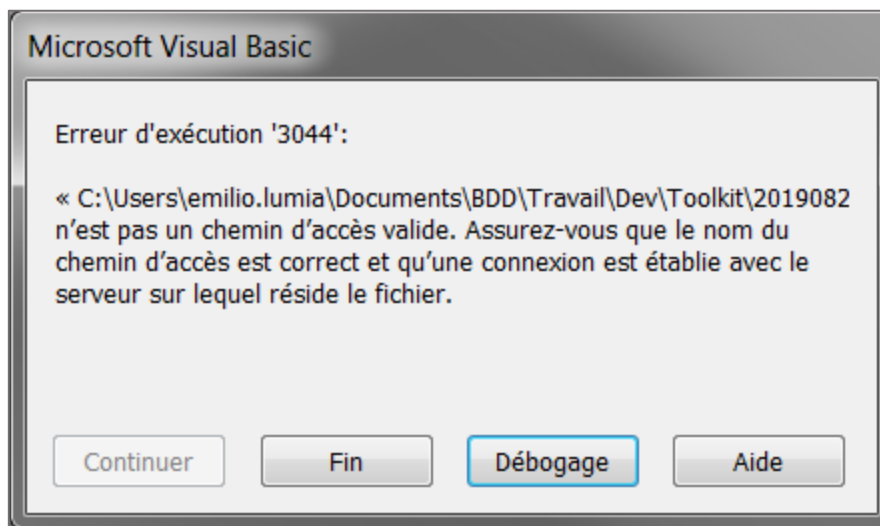 Microsoft Visual Basic
Erreur d'exécution '3044':
« C:\Users\emilio.lumia\Documents\BDD\Travail\Dev\Toolkit\2019082
n’est pas un chemin d’accès valide. Assurez-vous que le nom du
chemin d’accès est correct et qu’une connexion est établie avec le
serveur sur lequel réside le fichier.
Continuer Fin Débogage Aide